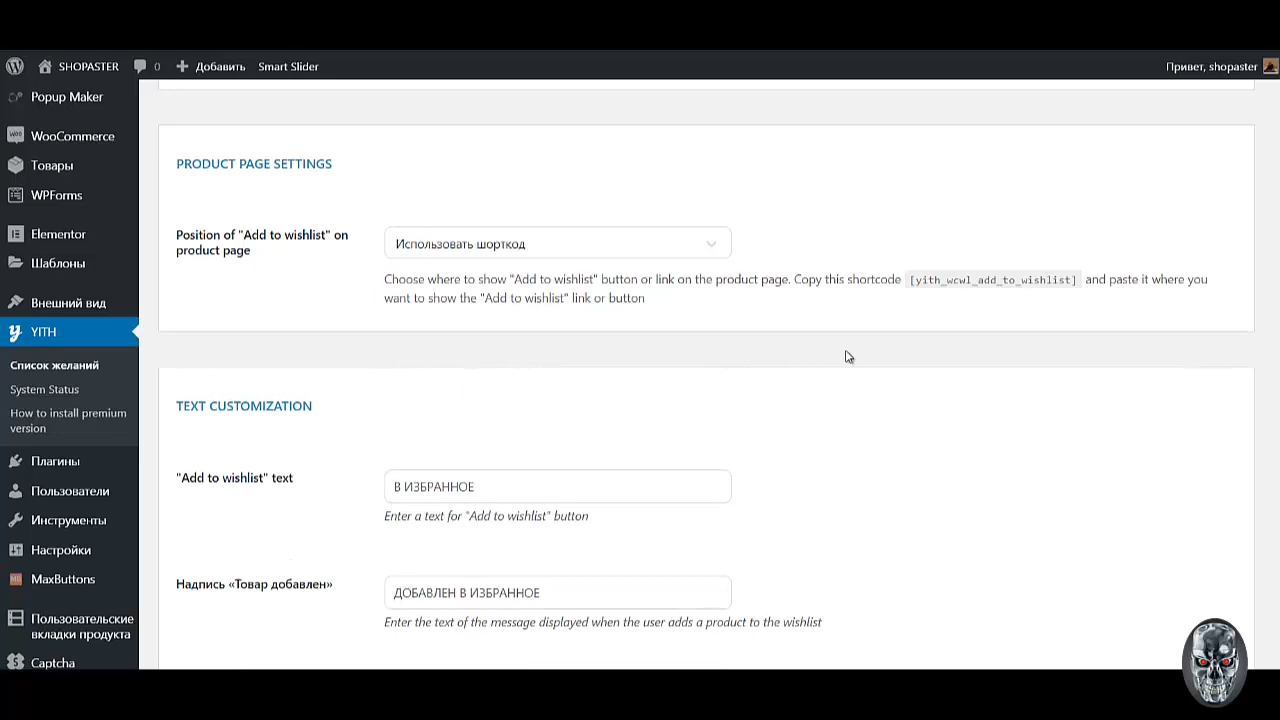 SHOPASTER 0 Добавить Smart Slider Привет, shopaster
Popup Maker
WooCommerce
Товары
WPForms
Elementor
Шаблоны
Внешний вид
YITH
Список желаний
System Status
How to install premium
version
Плагины
Пользователи
Инструменты
Настройки
MaxButtons
Пользовательские
вкладки продукта
Captcha
PRODUCT PAGE SETTINGS
Position of "Add to wishlist" on
product page
Использовать шорткод
Choose where to show "Add to wishlist" button or link on the product page. Copy this shortcode [yith_wcwl_add_to_wishlist] and paste it where you
want to show the "Add to wishlist" link or button
TEXT CUSTOMIZATION
"Add to wishlist" text
В ИЗБРАННОЕ
Enter a text for "Add to wishlist" button
Надпись «Товар добавлен»
ДОБАВЛЕН В ИЗБРАННОЕ
Enter the text of the message displayed when the user adds a product to the wishlist